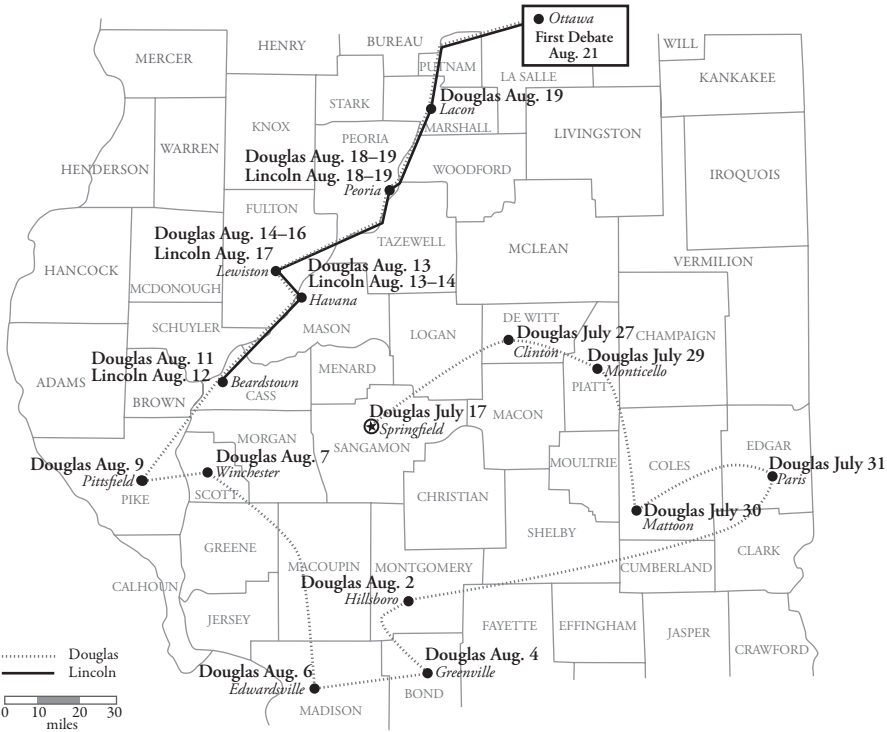 Ottawa
First Debate
Aug. 21
MERCER
HENRY
BUREAU
WILL
PUTNAM
LA SALLE
KANKAKEE
STARK
Douglas Aug. 19
Lacon
KNOX
WARREN
PEORIA
MARSHALL
LIVINGSTON
HENDERSON
Douglas Aug. 18–19
Lincoln Aug. 18–19
Peoria
WOODFORD
IROQUOIS
FULTON
Douglas Aug. 14–16
Lincoln Aug. 17
Lewiston
TAZEWELL
MCLEAN
VERMILION
HANCOCK
MCDONOUGH
Douglas Aug. 13
Lincoln Aug. 13–14
Havana
SCHUYLER
MASON
LOGAN
DE WITT
Douglas July 27
Clinton
CHAMPAIGN
Douglas Aug. 11
Lincoln Aug. 12
Beardstown
CASS
MENARD
Douglas July 29
Monticello
PIATT
ADAMS
BROWN
Douglas July 17
Springfield
SANGAMON
MACON
MORGAN
Douglas Aug. 9
Pittsfield
PIKE
Douglas Aug. 7
Winchester
SCOTT
MOULTRIE
COLES
EDGAR
Douglas July 31
Paris
CHRISTIAN
Douglas July 30
Mattoon
SHELBY
GREENE
MACOUPIN
MONTGOMERY
CUMBERLAND
CLARK
CALHOUN
Douglas Aug. 2
Hillsboro
JERSEY
FAYETTE
EFFINGHAM
JASPER
CRAWFORD
Douglas Aug. 6
Edwardsville
Douglas Aug. 4
Greenville
BOND
MADISON
Douglas
Lincoln
0 10 20 30
miles